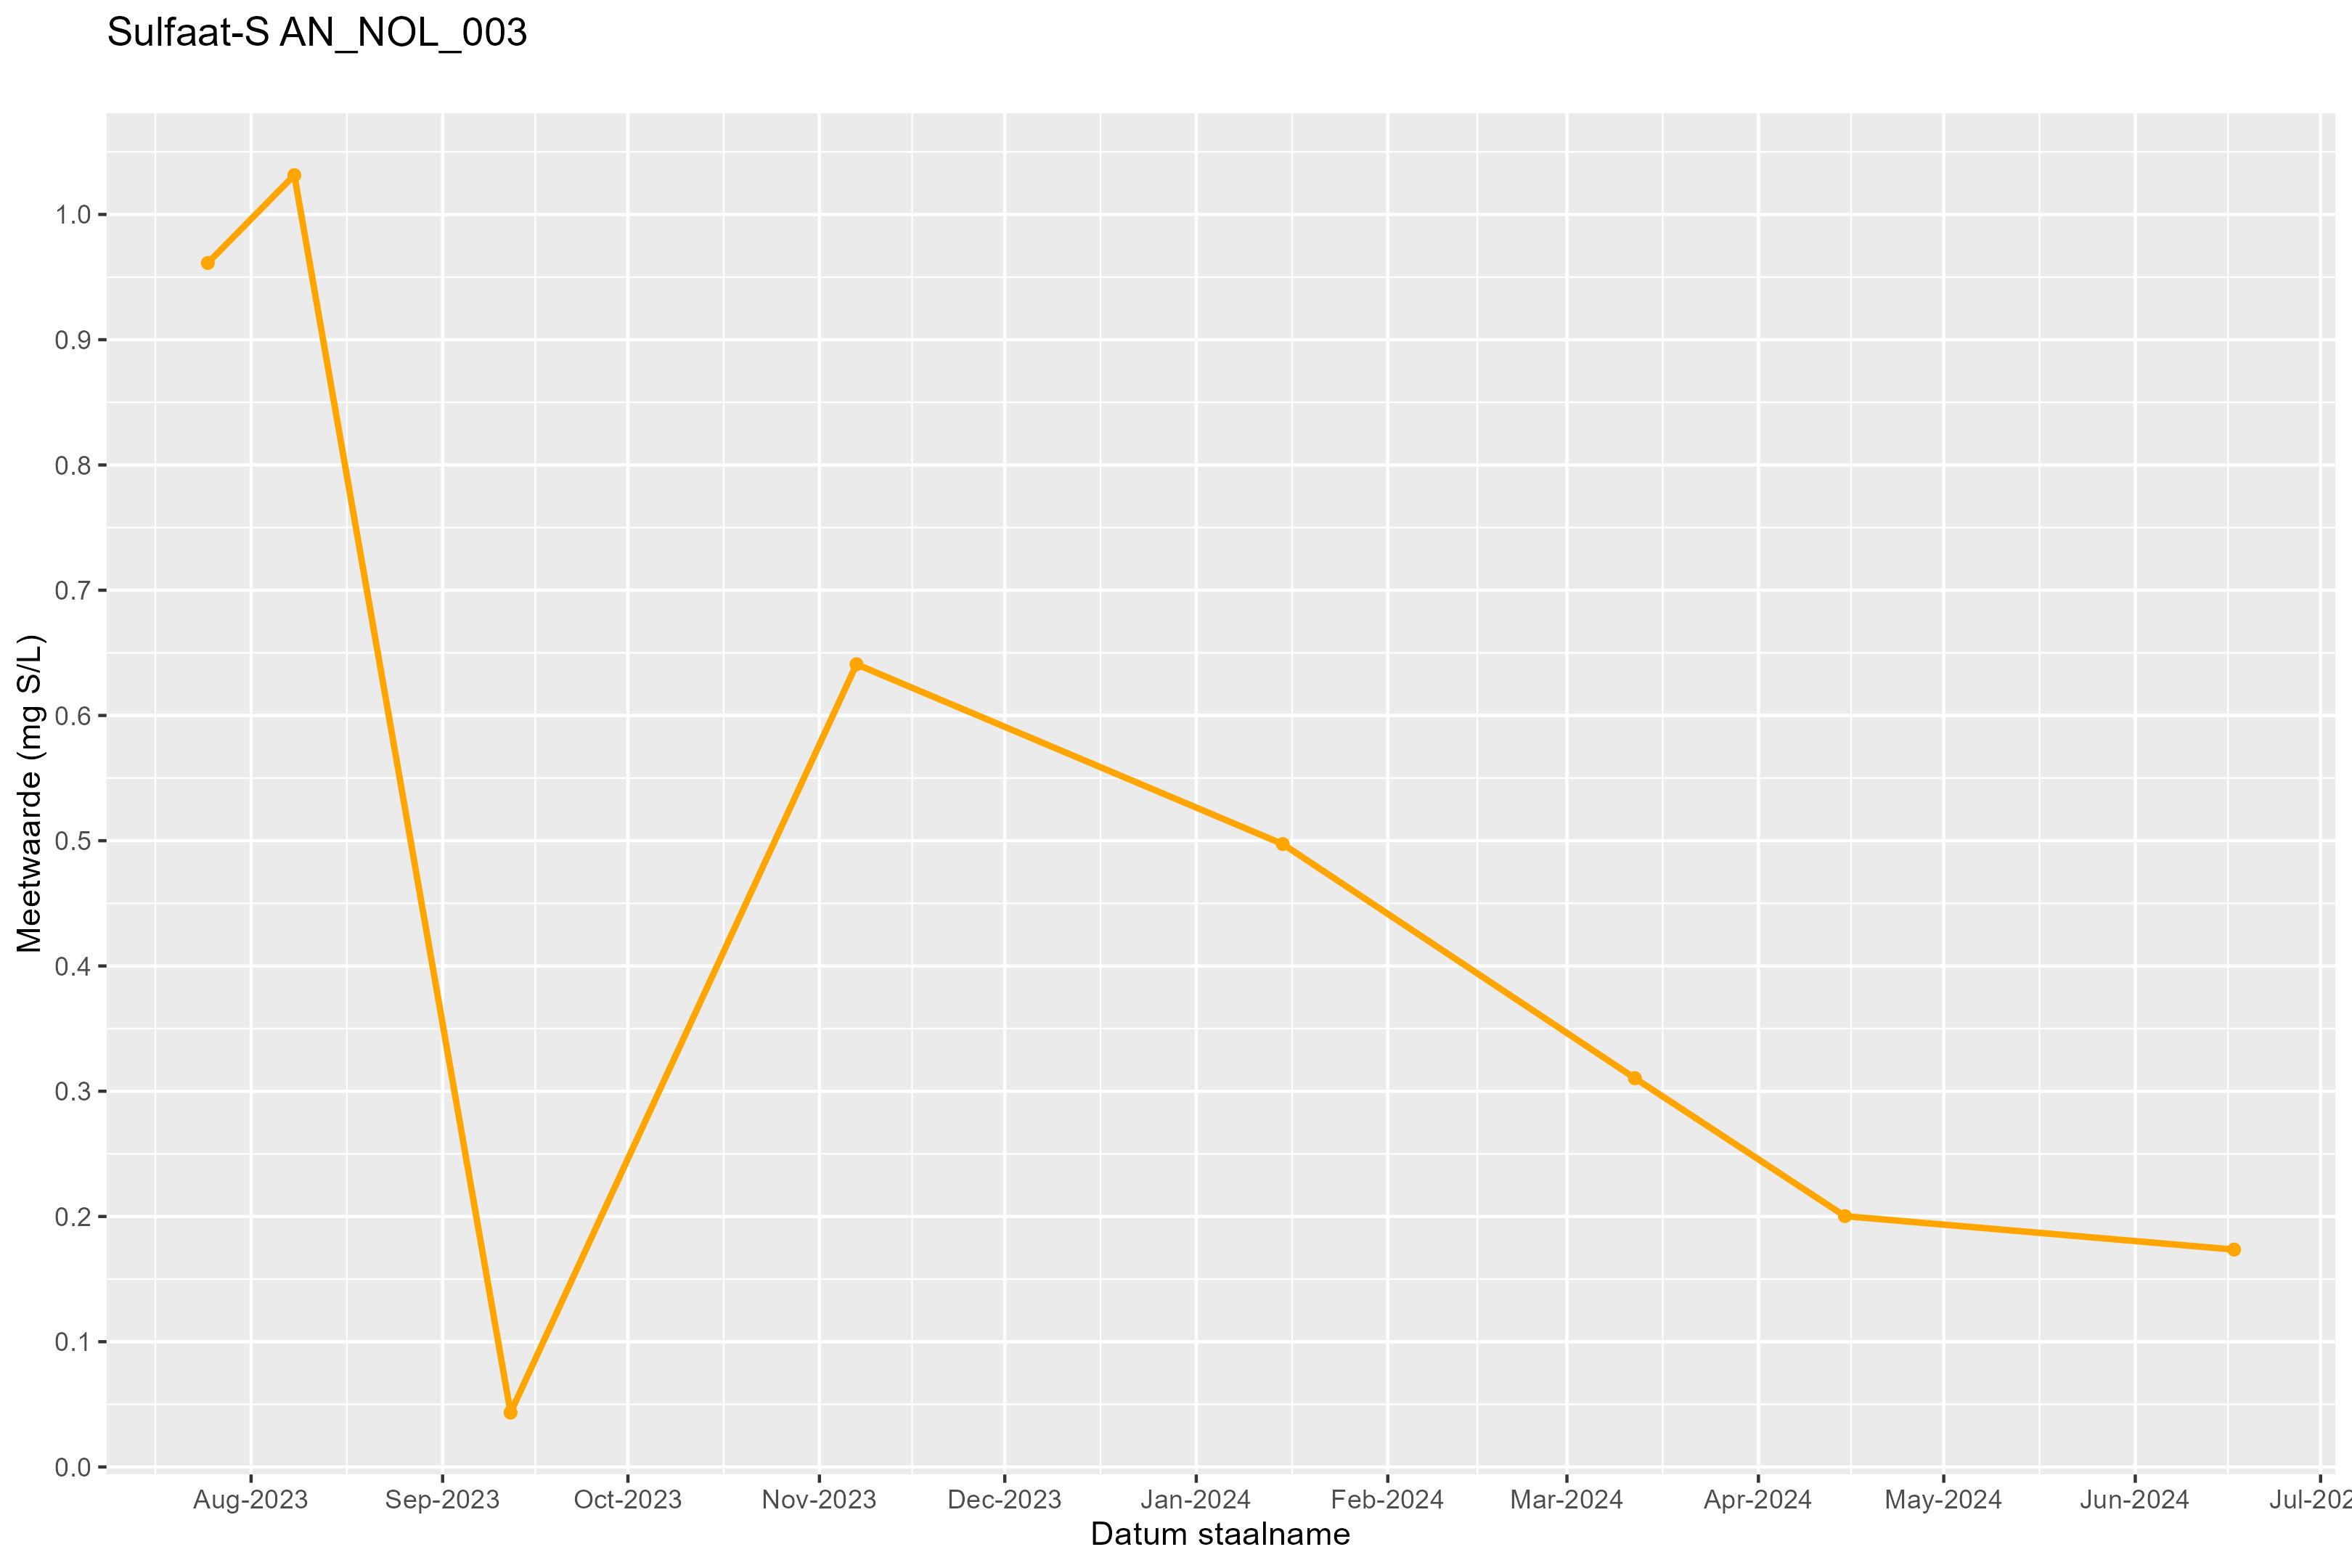 Sulfaat-S AN_NOL_003
Meetwaarde (mg S/L)
1.0
0.9
0.8
0.7
0.6
0.5
0.4
0.3
0.2
0.1
0.0
Aug-2023 Sep-2023 Oct-2023 Nov-2023 Dec-2023 Jan-2024 Feb-2024 Mar-2024 Apr-2024 May-2024 Jun-2024 Jul-202
Datum staalname